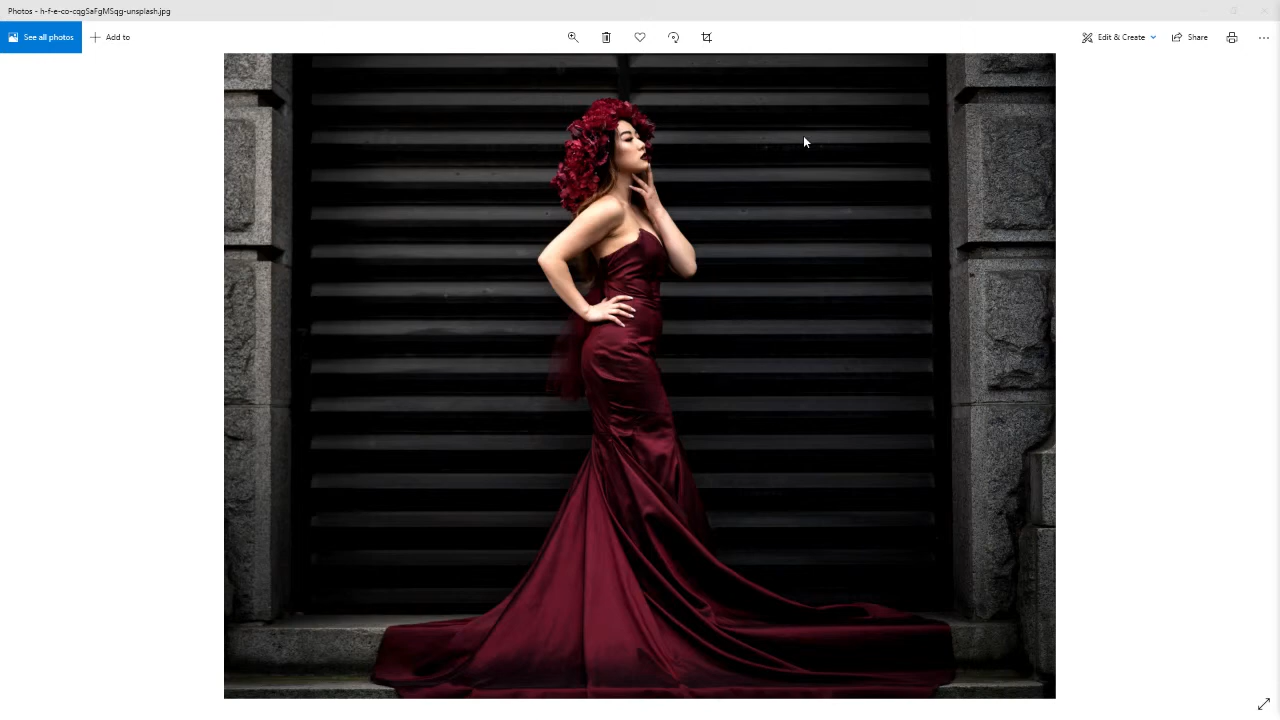 Photos - h-f-e-co-cqgSaFgMSqg-unsplash.jpg
See all photos
Add to
Edit & Create
Share